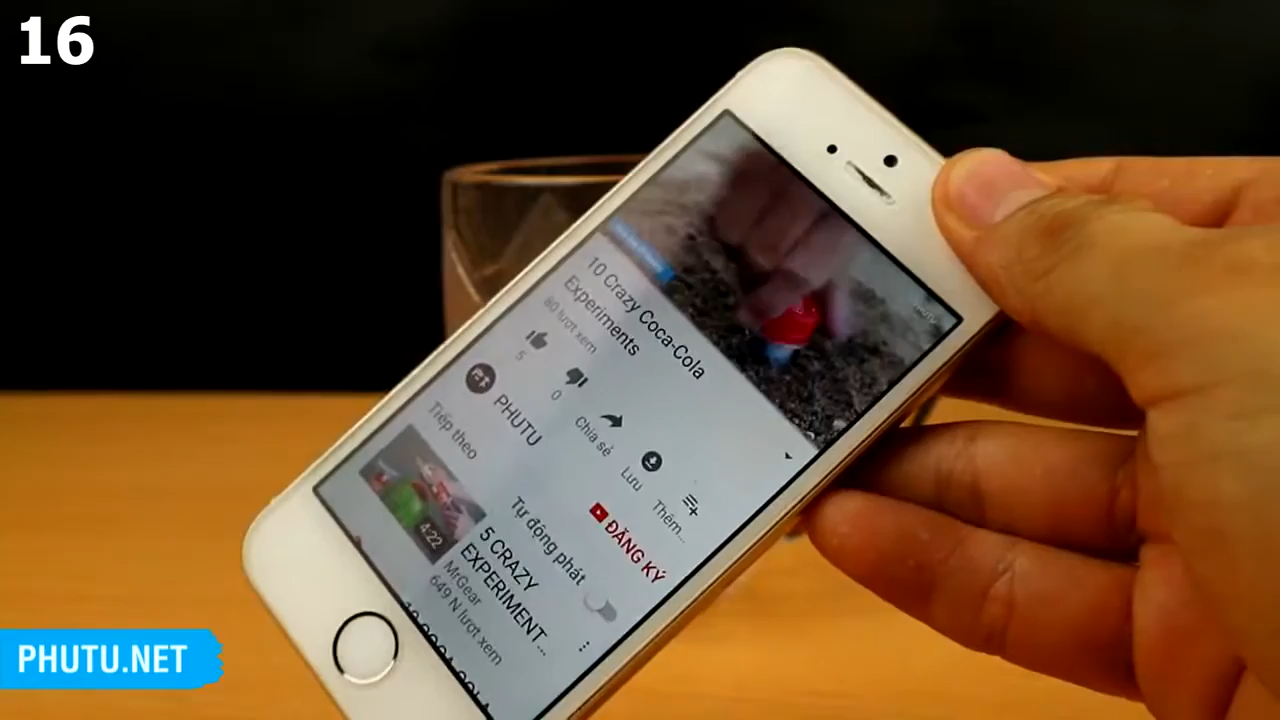 16
10 Crazy Coca-Cola
Experiments
80 lượt xem
5
0
Chia sẻ
Lưu
Thêm...
PHUTU
ĐĂNG KÝ
Tiếp theo
Tự động phát
4:22
5 CRAZY
EXPERIMENT...
MrGear
649 N lượt xem
PHUTU.NET